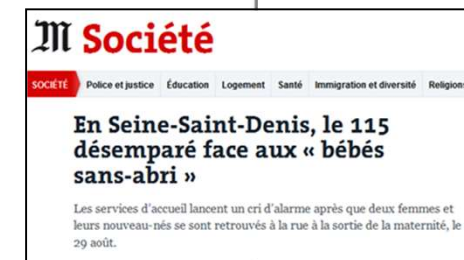 M Société
SOCIÉTÉ Police et justice Éducation Logement Santé Immigration et diversité Religions
En Seine-Saint-Denis, le 115
désemparé face aux « bébés
sans-abri »
Les services d'accueil lancent un cri d'alarme après que deux femmes et
leurs nouveau-nés se sont retrouvés à la rue à la sortie de la maternité, le
29 août.